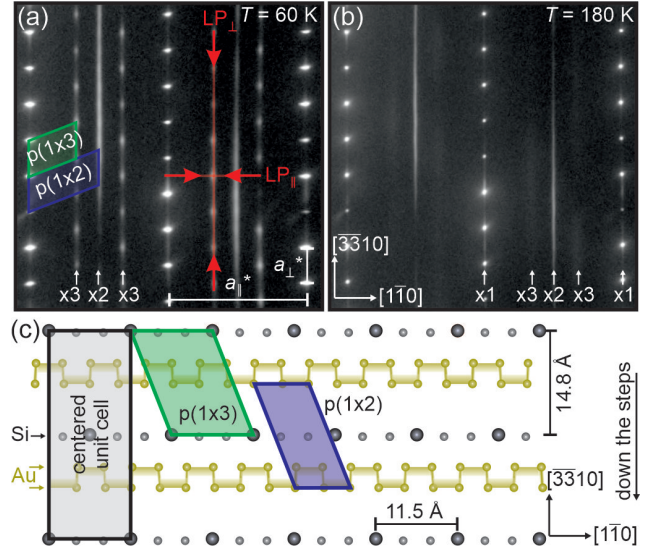 (a)
T = 60 K
LP⊥
LP∥
p(1x3)
p(1x2)
a⊥*
a∥*
x3
x2
x3
(b)
T = 180 K
[3̅3̅10]
[11̅0]
x1
x3
x2
x3
x1
(c)
centered
unit cell
p(1x3)
p(1x2)
14.8 Å
down the steps
Si
Au
11.5 Å
[3̅3̅10]
[11̅0]